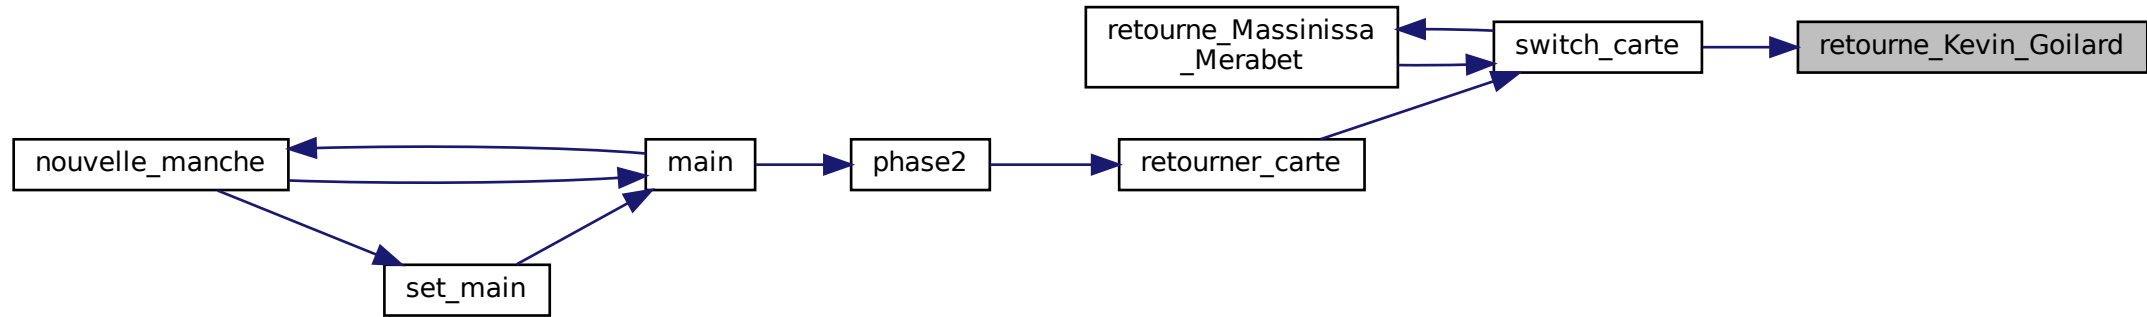 retourne_Massinissa
_Merabet
switch_carte
retourne_Kevin_Goilard
nouvelle_manche
main
phase2
retourner_carte
set_main